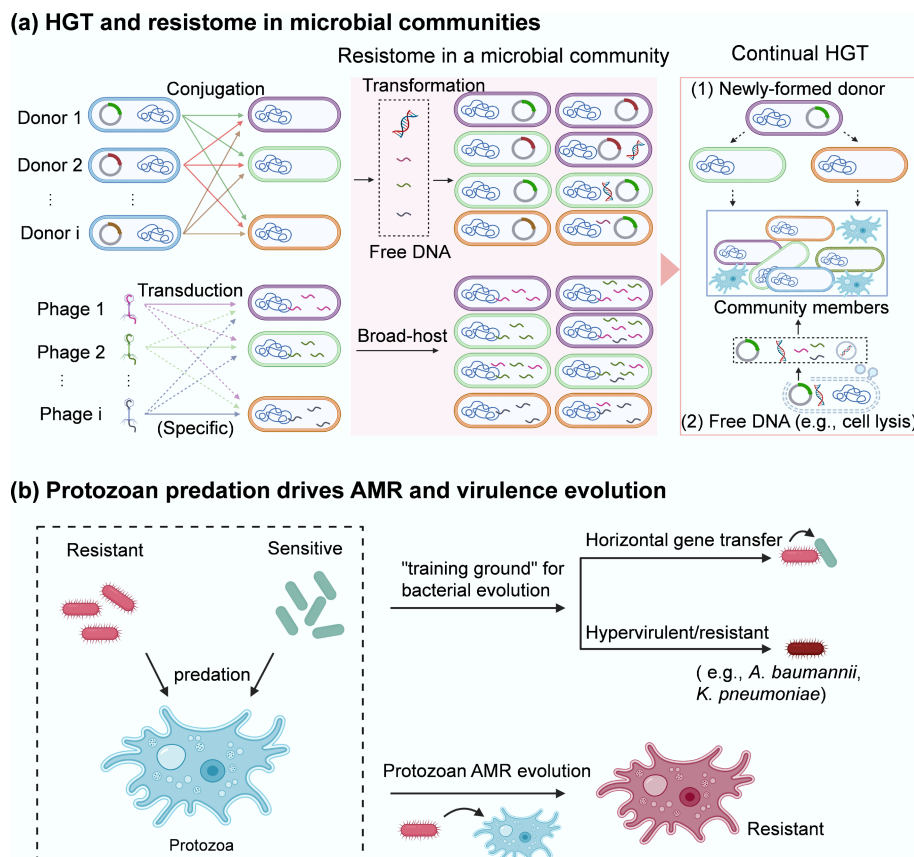 (a) HGT and resistome in microbial communities
Resistome in a microbial community
Continual HGT
Conjugation
Transformation
(1) Newly-formed donor
Donor 1
Donor 2
⋮
⋮
Donor i
Free DNA
Transduction
Phage 1
Phage 2
⋮
⋮
Phage i
(Specific)
Broad-host
Community members
(2) Free DNA (e.g., cell lysis)
(b) Protozoan predation drives AMR and virulence evolution
Resistant
Sensitive
predation
Protozoa
"training ground" for
bacterial evolution
Horizontal gene transfer
Hypervirulent/resistant
( e.g., A. baumannii,
K. pneumoniae)
Protozoan AMR evolution
Resistant